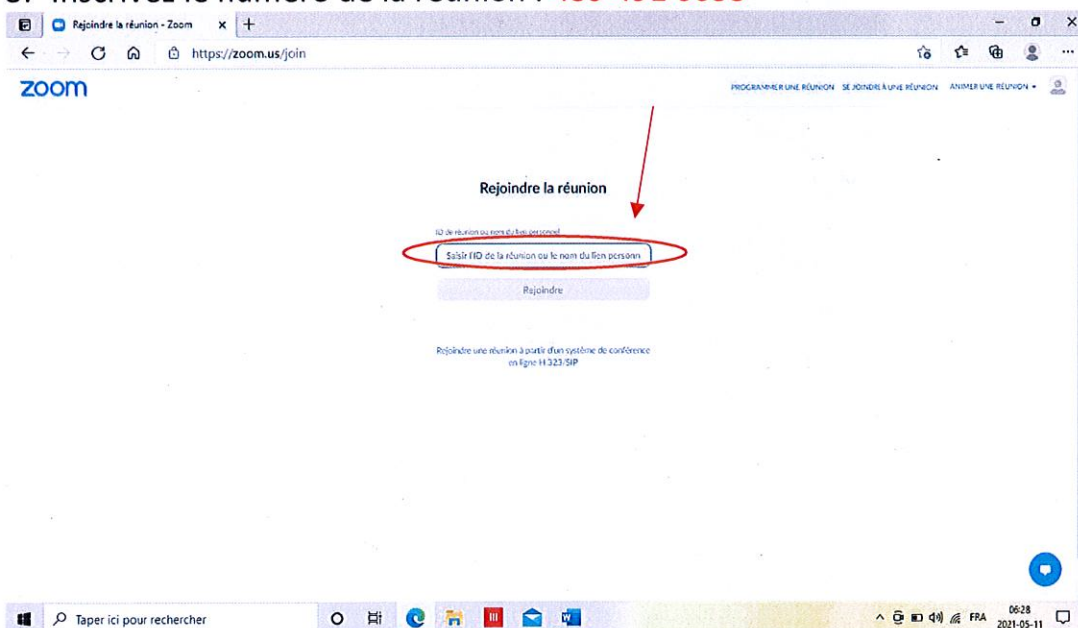 Rejoindre la réunion - Zoom
https://zoom.us/join
zoom
PROGRAMMER UNE RÉUNION SE JOINDRE À UNE RÉUNION ANIMER UNE RÉUNION
Rejoindre la réunion
ID de réunion ou nom du lien personnel
Saisir l'ID de la réunion ou le nom du lien personn
Rejoindre
Rejoindre une réunion à partir d'un système de conférence
en ligne H.323/SIP
Taper ici pour rechercher
FRA
06:28
2021-05-11